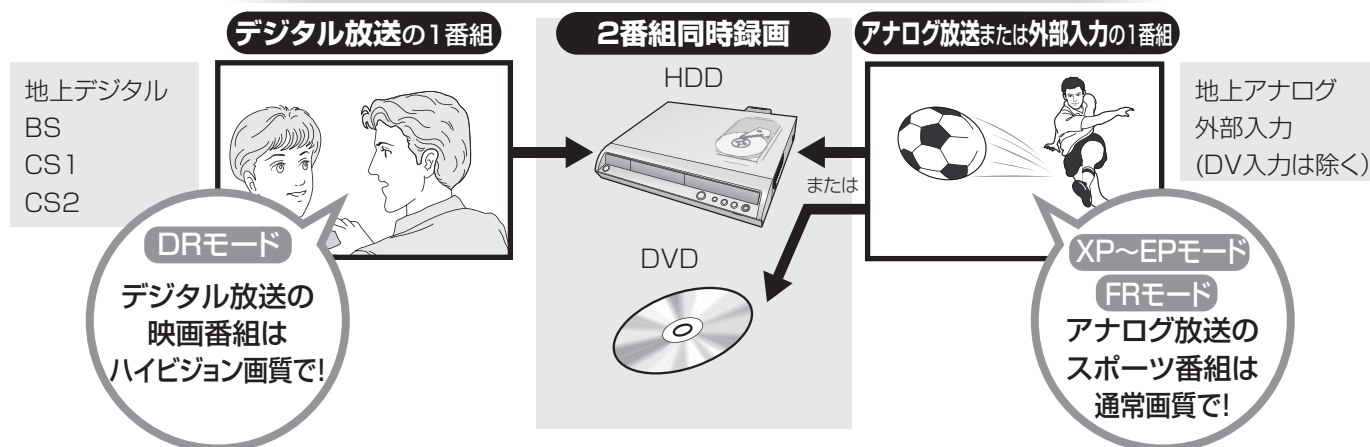 デジタル放送の1番組
地上デジタル
BS
CS1
CS2
DRモード
デジタル放送の
映画番組は
ハイビジョン画質で!
2番組同時録画
HDD
または
DVD
アナログ放送または外部入力の1番組
地上アナログ
外部入力
(DV入力は除く)
XP~EPモード
FRモード
アナログ放送の
スポーツ番組は
通常画質で!